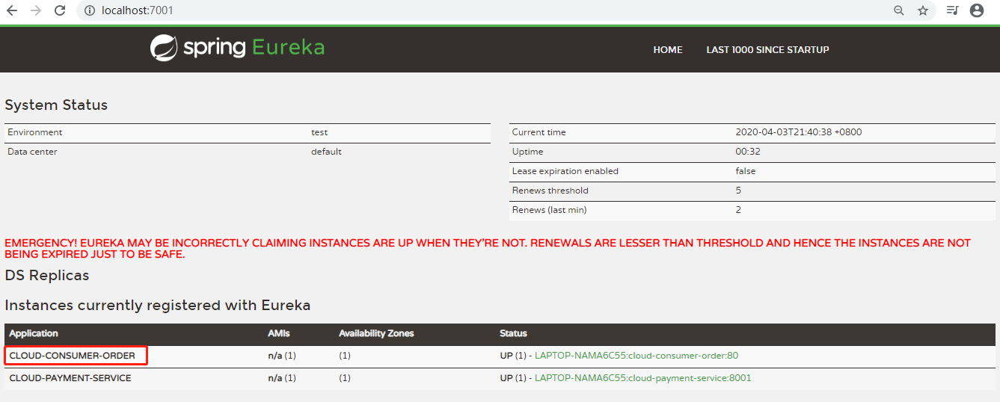 localhost:7001
spring Eureka
HOME LAST 1000 SINCE STARTUP
System Status
Environment test
Data center default
Current time 2020-04-03T21:40:38 +0800
Uptime 00:32
Lease expiration enabled false
Renews threshold 5
Renews (last min) 2
EMERGENCY! EUREKA MAY BE INCORRECTLY CLAIMING INSTANCES ARE UP WHEN THEY'RE NOT. RENEWALS ARE LESSER THAN THRESHOLD AND HENCE THE INSTANCES ARE NOT
BEING EXPIRED JUST TO BE SAFE.
DS Replicas
Instances currently registered with Eureka
Application AMIs Availability Zones Status
CLOUD-CONSUMER-ORDER n/a (1) (1) UP (1) - LAPTOP-NAMA6C55:cloud-consumer-order:80
CLOUD-PAYMENT-SERVICE n/a (1) (1) UP (1) - LAPTOP-NAMA6C55:cloud-payment-service:8001